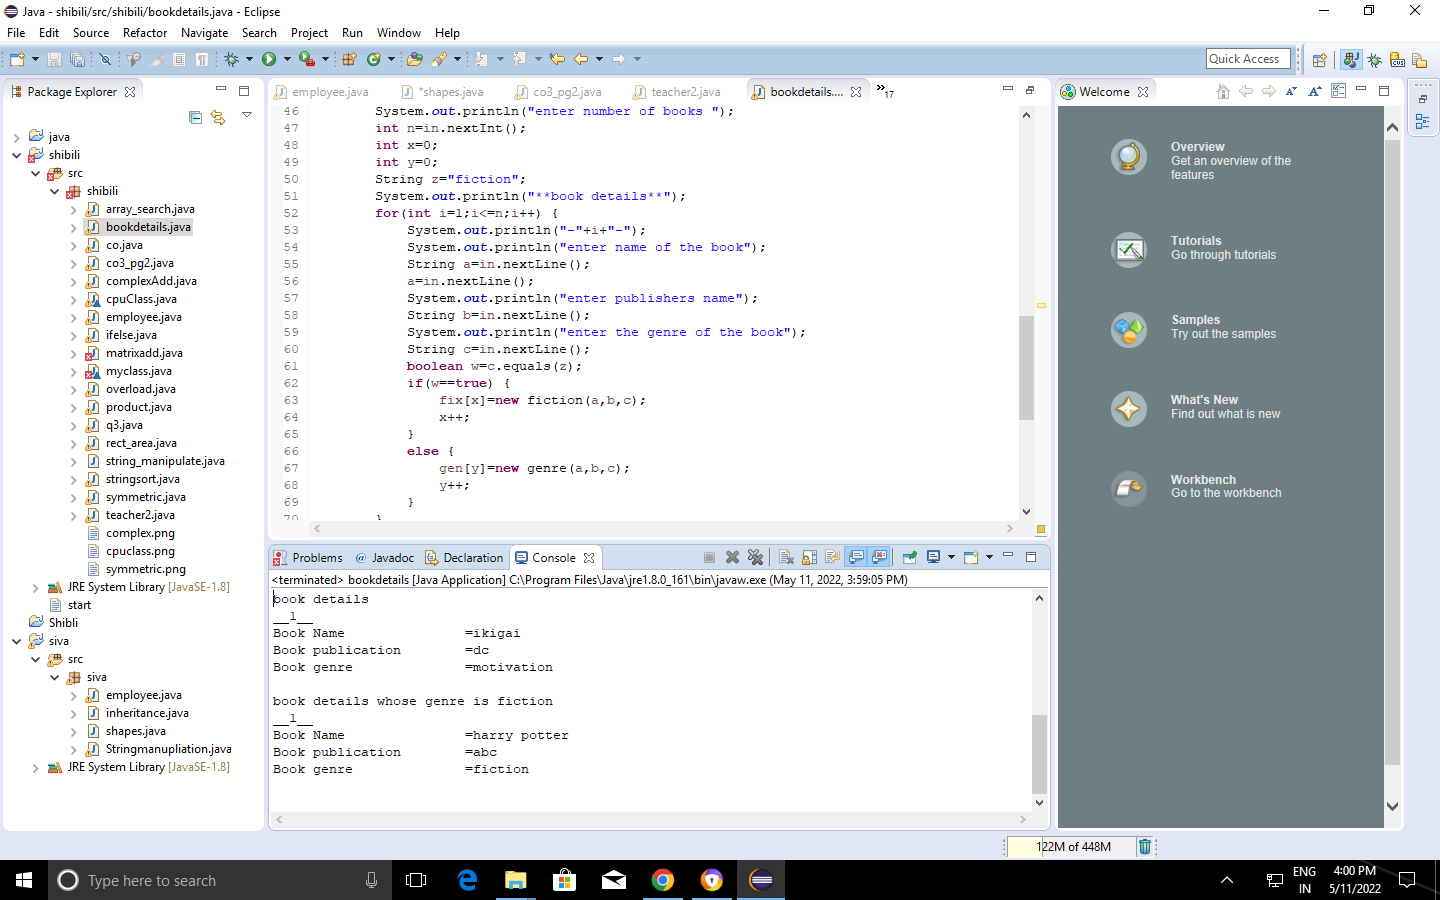 Java - shibili/src/shibili/bookdetails.java - Eclipse
File Edit Source Refactor Navigate Search Project Run Window Help
Quick Access
Package Explorer
java
shibili
src
shibili
array_search.java
bookdetails.java
co.java
co3_pg2.java
complexAdd.java
cpuClass.java
employee.java
ifelse.java
matrixadd.java
myclass.java
overload.java
product.java
q3.java
rect_area.java
string_manipulate.java
stringsort.java
symmetric.java
teacher2.java
complex.png
cpuclass.png
symmetric.png
JRE System Library [JavaSE-1.8]
start
Shibli
siva
src
siva
employee.java
inheritance.java
shapes.java
Stringmanupliation.java
JRE System Library [JavaSE-1.8]
employee.java *shapes.java co3_pg2.java teacher2.java bookdetails.... »17
46 System.out.println("enter number of books ");
47 int n=in.nextInt();
48 int x=0;
49 int y=0;
50 String z="fiction";
51 System.out.println("**book details**");
52 for(int i=1;i<=n;i++) {
53 System.out.println("-"+i+"-");
54 System.out.println("enter name of the book");
55 String a=in.nextLine();
56 a=in.nextLine();
57 System.out.println("enter publishers name");
58 String b=in.nextLine();
59 System.out.println("enter the genre of the book");
60 String c=in.nextLine();
61 boolean w=c.equals(z);
62 if(w==true) {
63 fix[x]=new fiction(a,b,c);
64 x++;
65 }
66 else {
67 gen[y]=new genre(a,b,c);
68 y++;
69 }
70 }
Problems @ Javadoc Declaration Console
<terminated> bookdetails [Java Application] C:\Program Files\Java\jre1.8.0_161\bin\javaw.exe (May 11, 2022, 3:59:05 PM)
book details
__1__
Book Name =ikigai
Book publication =dc
Book genre =motivation
book details whose genre is fiction
__1__
Book Name =harry potter
Book publication =abc
Book genre =fiction
Welcome
Overview
Get an overview of the
features
Tutorials
Go through tutorials
Samples
Try out the samples
What's New
Find out what is new
Workbench
Go to the workbench
122M of 448M
Type here to search
ENG
IN
4:00 PM
5/11/2022